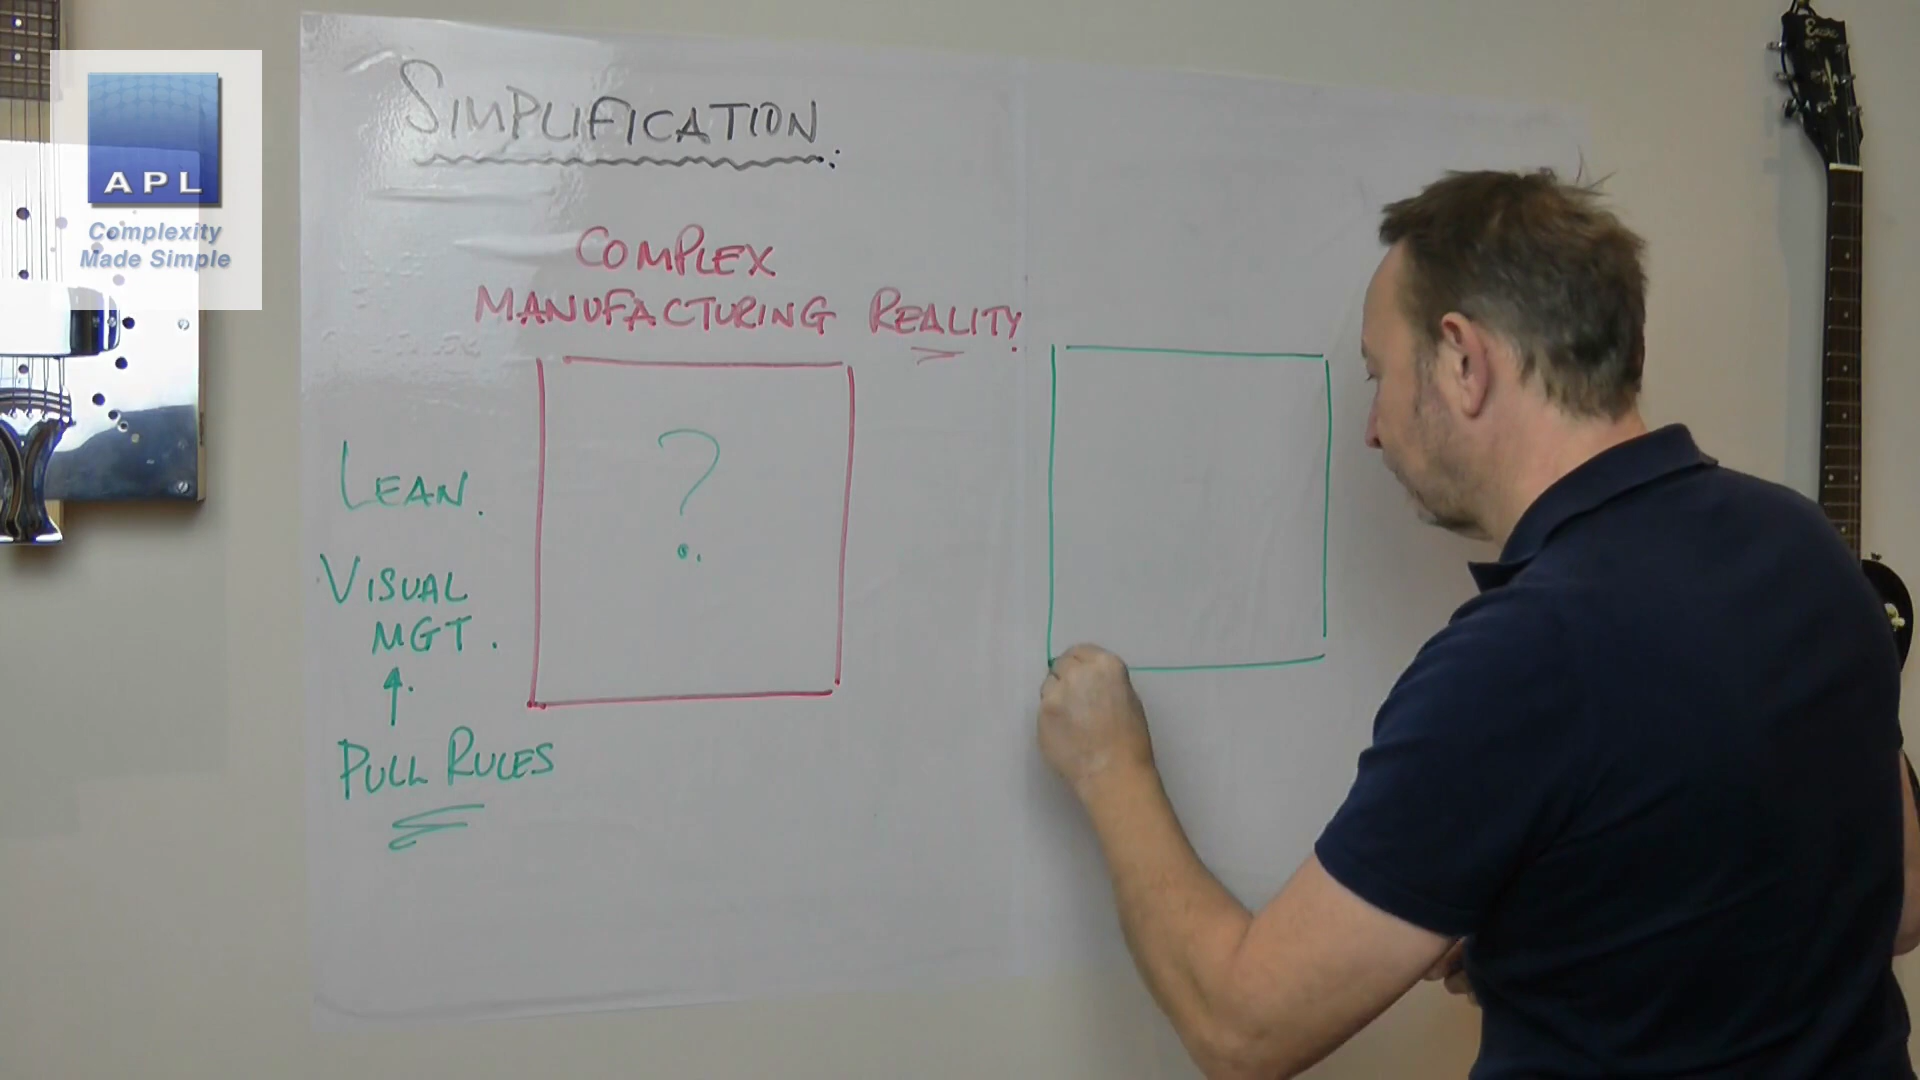 APL
Complexity
Made Simple
SIMPLIFICATION:
COMPLEX
MANUFACTURING REALITY.
?
LEAN.
VISUAL
MGT.
PULL RULES